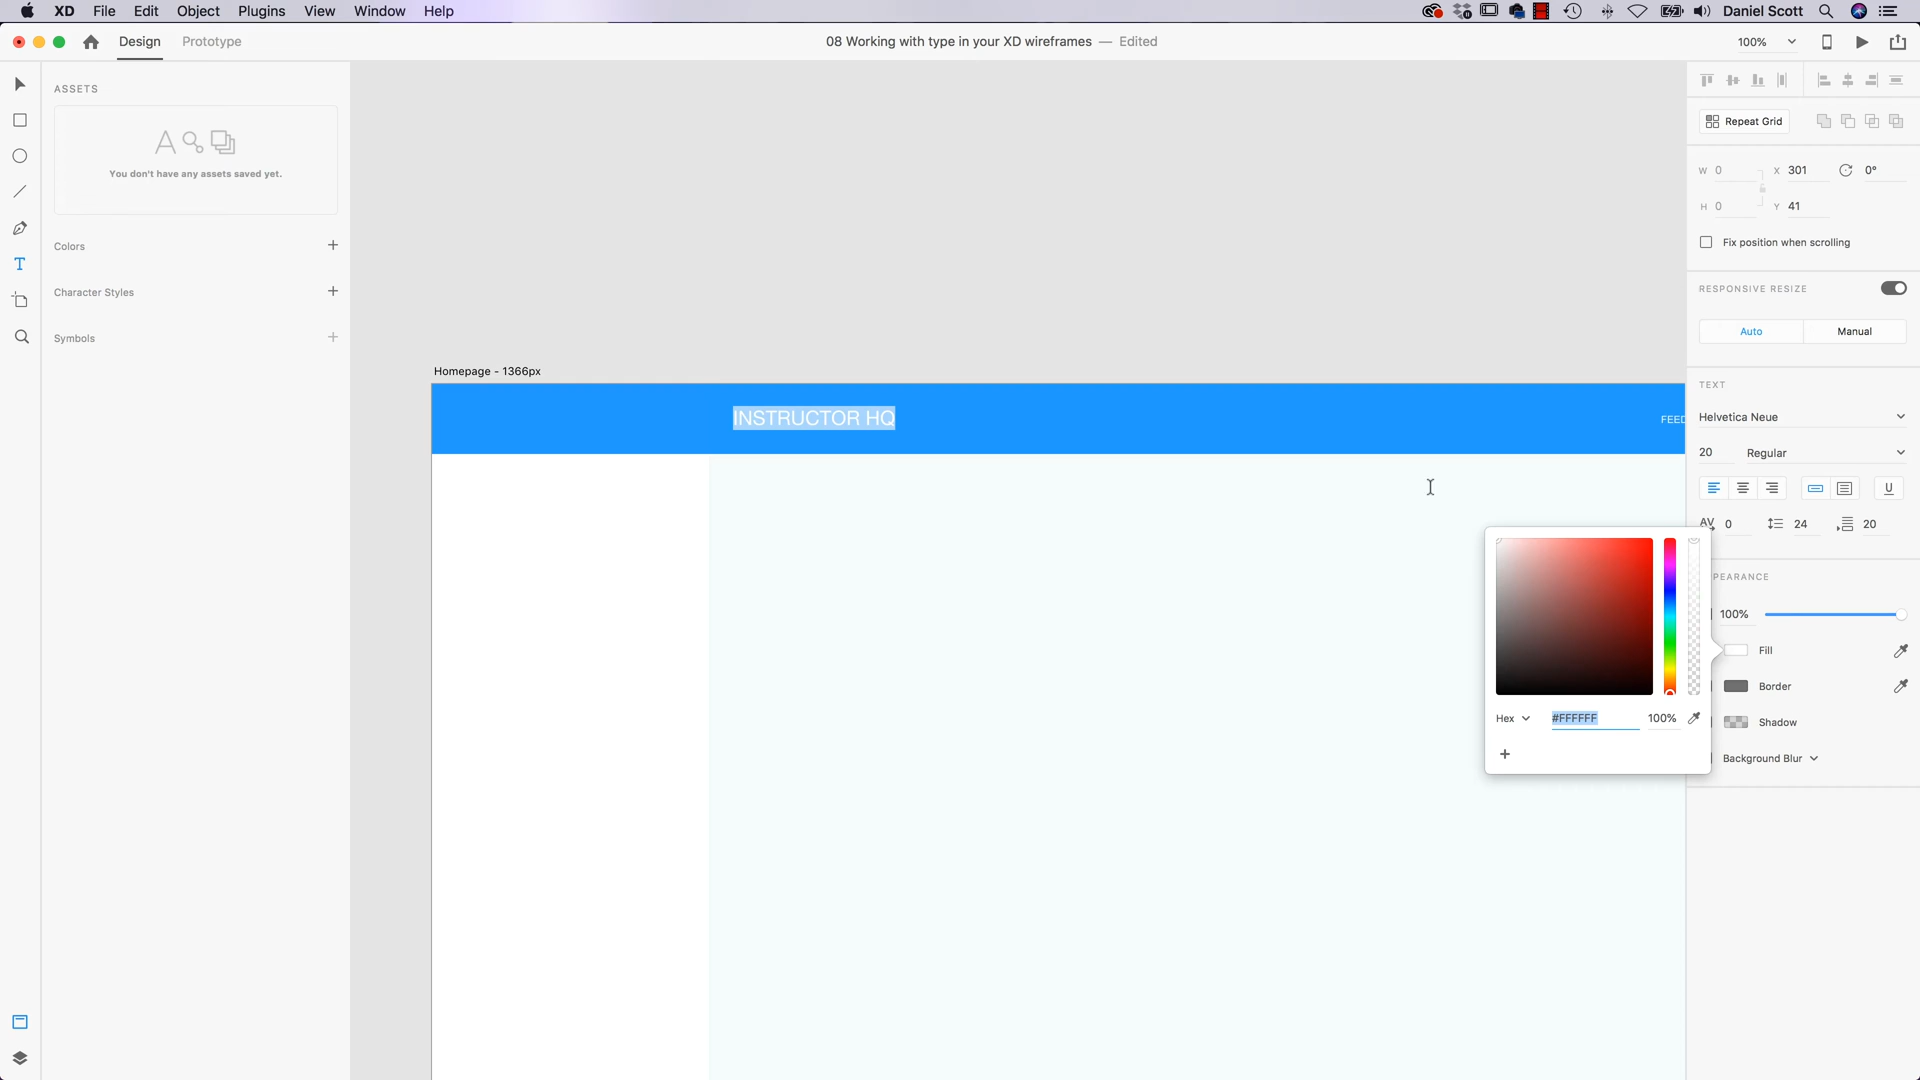 XD File Edit Object Plugins View Window Help Daniel Scott
Design Prototype 08 Working with type in your XD wireframes — Edited 100%
ASSETS
You don't have any assets saved yet.
Colors
Character Styles
Symbols
Homepage - 1366px
INSTRUCTOR HQ
FEED
Repeat Grid
W 0 X 301 0°
H 0 Y 41
Fix position when scrolling
RESPONSIVE RESIZE
Auto Manual
TEXT
Helvetica Neue
20 Regular
U
AV 0 24 20
PEARANCE
100%
Fill
Border
Shadow
Background Blur
Hex #FFFFFF 100%